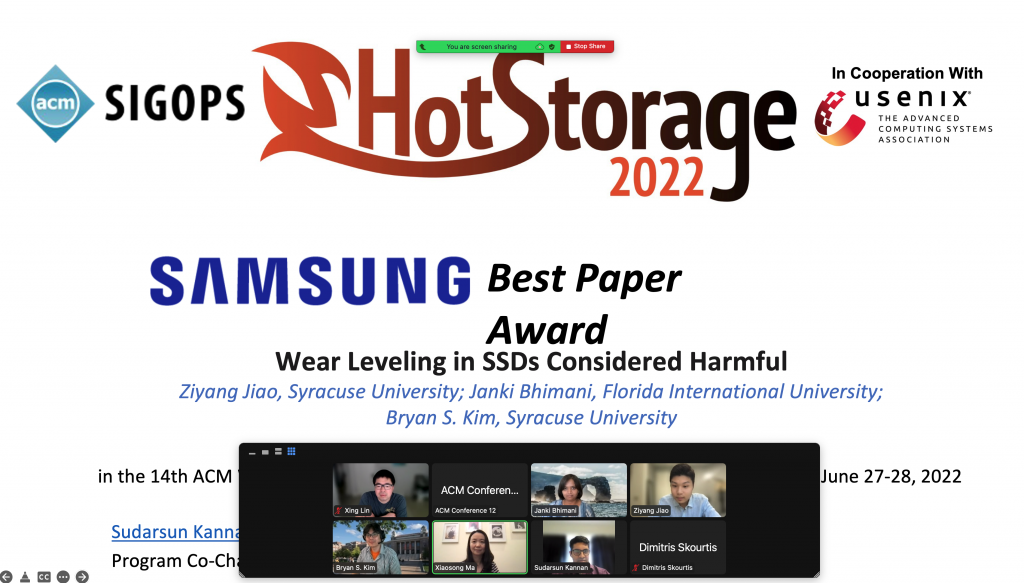 You are screen sharing
Stop Share
acm
SIGOPS
HotStorage
2022
In Cooperation With
usenix
THE ADVANCED
COMPUTING SYSTEMS
ASSOCIATION
SAMSUNG
Best Paper
Award
Wear Leveling in SSDs Considered Harmful
Ziyang Jiao, Syracuse University; Janki Bhimani, Florida International University;
Bryan S. Kim, Syracuse University
in the 14th ACM
June 27-28, 2022
Xing Lin
ACM Conferen...
ACM Conference 12
Janki Bhimani
Ziyang Jiao
Sudarsun Kanna
Program Co-Cha
Bryan S. Kim
Xiaosong Ma
Sudarsun Kannan
Dimitris Skourtis
Dimitris Skourtis
CC